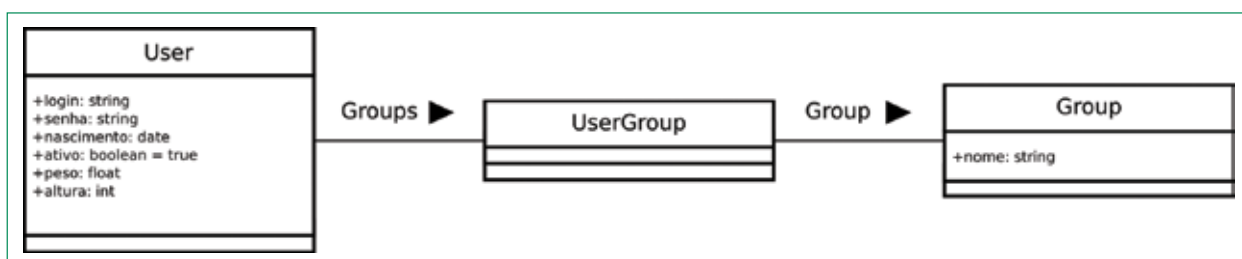 User
+login: string
+senha: string
+nascimento: date
+ativo: boolean = true
+peso: float
+altura: int
Groups ▶
UserGroup
Group ▶
Group
+nome: string